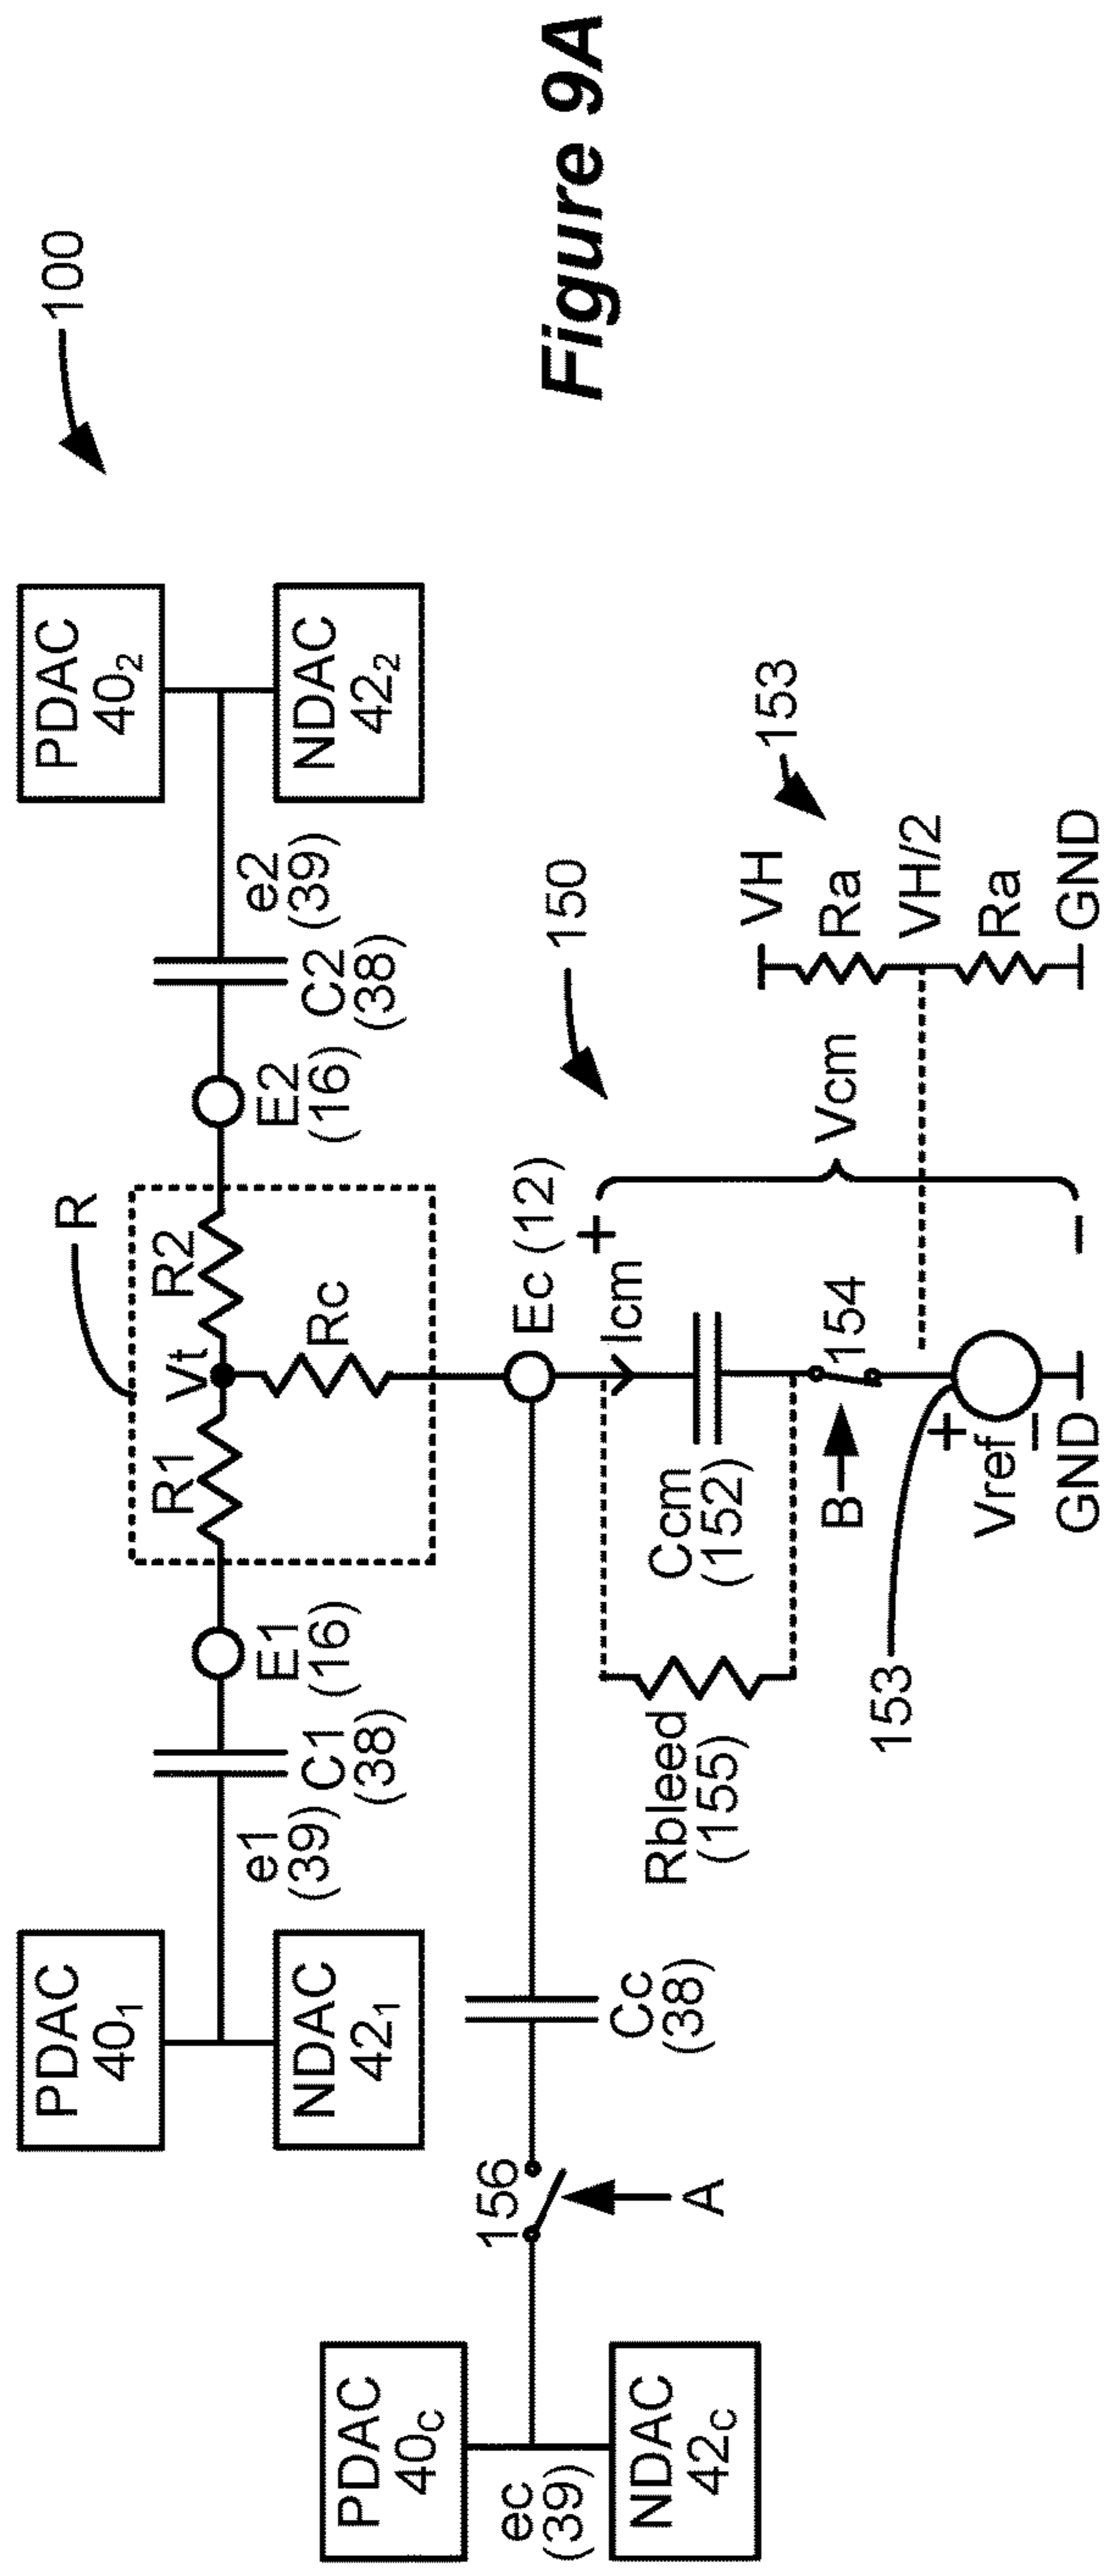 100
Figure 9A
PDAC
40₁
NDAC
42₁
e1
(39)
C1
(38)
E1
(16)
R
R1
Vt
R2
Rc
E2
(16)
C2
(38)
e2
(39)
PDAC
40₂
NDAC
42₂
PDAC
40C
NDAC
42C
ec
(39)
156
A
Cc
(38)
Ec (12)
150
Icm
+
Vcm
−
Rbleed
(155)
Ccm
(152)
B
154
153
+
Vref
−
GND
153
VH
Ra
VH/2
Ra
GND